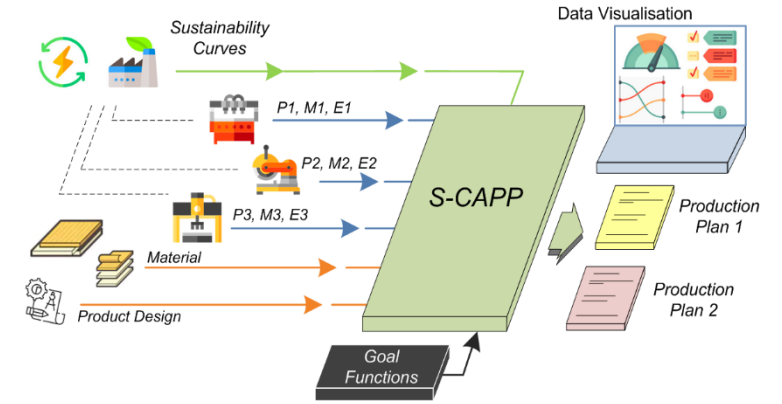 Data Visualisation
Sustainability
Curves
P1, M1, E1
P2, M2, E2
P3, M3, E3
S-CAPP
Production
Plan 1
Material
Production
Plan 2
Product Design
Goal
Functions